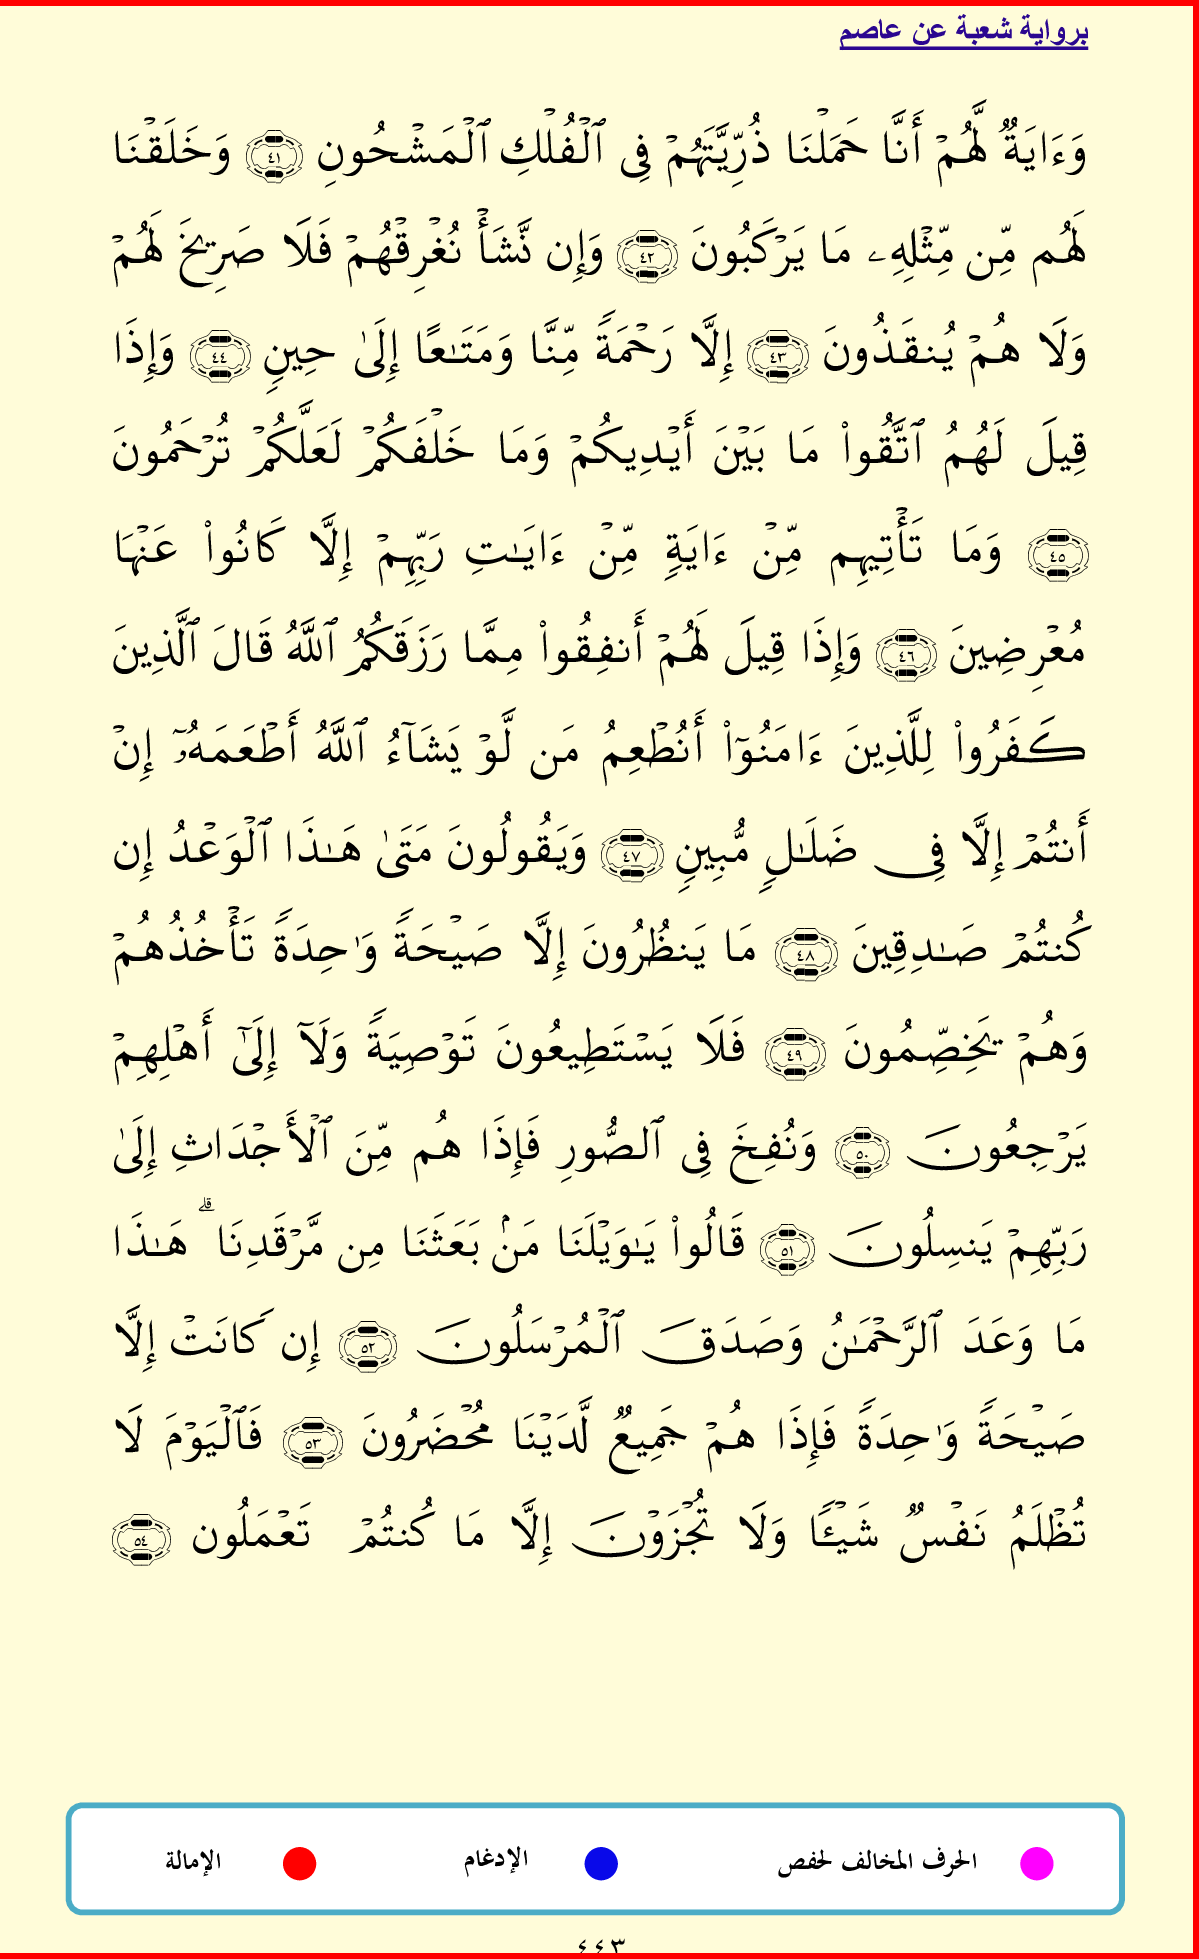 برواية شعبة عن عاصم
وَءَايَةٌ لَّهُمۡ أَنَّا حَمَلۡنَا ذُرِّيَّتَهُمۡ فِي ٱلۡفُلۡكِ ٱلۡمَشۡحُونِ ٤١ وَخَلَقۡنَا
لَهُم مِّن مِّثۡلِهِۦ مَا يَرۡكَبُونَ ٤٢ وَإِن نَّشَأۡ نُغۡرِقۡهُمۡ فَلَا صَرِيخَ لَهُمۡ
وَلَا هُمۡ يُنقَذُونَ ٤٣ إِلَّا رَحۡمَةٗ مِّنَّا وَمَتَٰعًا إِلَىٰ حِينٖ ٤٤ وَإِذَا
قِيلَ لَهُمُ ٱتَّقُواْ مَا بَيۡنَ أَيۡدِيكُمۡ وَمَا خَلۡفَكُمۡ لَعَلَّكُمۡ تُرۡحَمُونَ
٤٥ وَمَا تَأۡتِيهِم مِّنۡ ءَايَةٖ مِّنۡ ءَايَٰتِ رَبِّهِمۡ إِلَّا كَانُواْ عَنۡهَا
مُعۡرِضِينَ ٤٦ وَإِذَا قِيلَ لَهُمۡ أَنفِقُواْ مِمَّا رَزَقَكُمُ ٱللَّهُ قَالَ ٱلَّذِينَ
كَفَرُواْ لِلَّذِينَ ءَامَنُوٓاْ أَنُطۡعِمُ مَن لَّوۡ يَشَآءُ ٱللَّهُ أَطۡعَمَهُۥٓ إِنۡ
أَنتُمۡ إِلَّا فِي ضَلَٰلٖ مُّبِينٖ ٤٧ وَيَقُولُونَ مَتَىٰ هَٰذَا ٱلۡوَعۡدُ إِن
كُنتُمۡ صَٰدِقِينَ ٤٨ مَا يَنظُرُونَ إِلَّا صَيۡحَةٗ وَٰحِدَةٗ تَأۡخُذُهُمۡ
وَهُمۡ يَخِصِّمُونَ ٤٩ فَلَا يَسۡتَطِيعُونَ تَوۡصِيَةٗ وَلَآ إِلَىٰٓ أَهۡلِهِمۡ
يَرۡجِعُونَ ٥٠ وَنُفِخَ فِي ٱلصُّورِ فَإِذَا هُم مِّنَ ٱلۡأَجۡدَاثِ إِلَىٰ
رَبِّهِمۡ يَنسِلُونَ ٥١ قَالُواْ يَٰوَيۡلَنَا مَنۢ بَعَثَنَا مِن مَّرۡقَدِنَاۗ هَٰذَا
مَا وَعَدَ ٱلرَّحۡمَٰنُ وَصَدَقَ ٱلۡمُرۡسَلُونَ ٥٢ إِن كَانَتۡ إِلَّا
صَيۡحَةٗ وَٰحِدَةٗ فَإِذَا هُمۡ جَمِيعٞ لَّدَيۡنَا مُحۡضَرُونَ ٥٣ فَٱلۡيَوۡمَ لَا
تُظۡلَمُ نَفۡسٞ شَيۡـٔٗا وَلَا تُجۡزَوۡنَ إِلَّا مَا كُنتُمۡ تَعۡمَلُون ٥٤
الحرف المخالف لحفص الإدغام الإمالة
٤٤٣